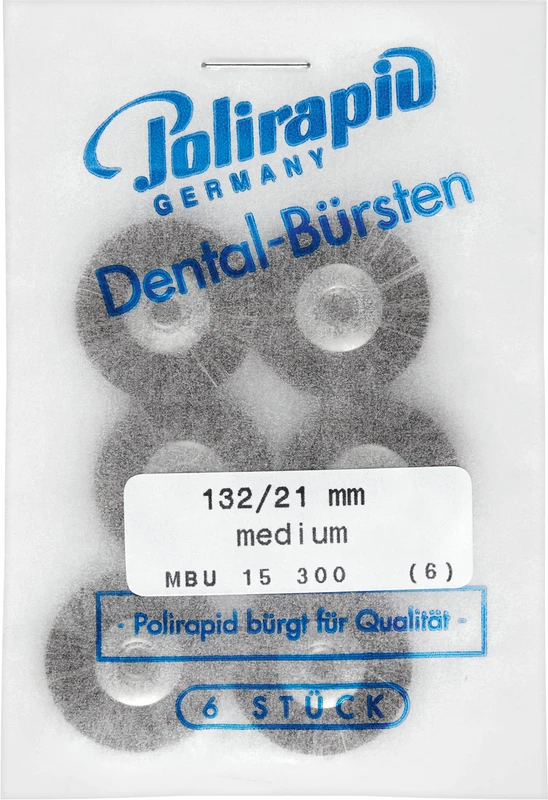 Polirapid
GERMANY
Dental-Bürsten
132/21 mm
medium
MBU 15 300 (6)
- Polirapid bürgt für Qualität -
6 STÜCK